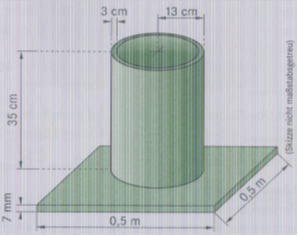 3 cm
13 cm
35 cm
7 mm
0,5 m
0,5 m
(Skizze nicht maßstabsgetreu)